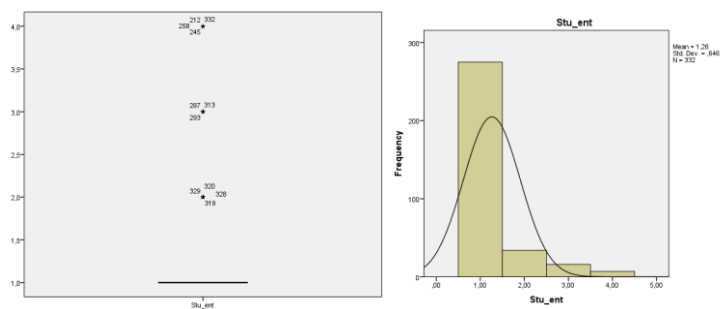 4,0
3,5
3,0
2,5
2,0
1,5
1,0
212 332
258
245
287 313
293
329 320
328
319
Stu_ent
Stu_ent
Mean = 1,26
Std. Dev. = ,646
N = 332
Frequency
300
200
100
0
,00 1,00 2,00 3,00 4,00 5,00
Stu_ent